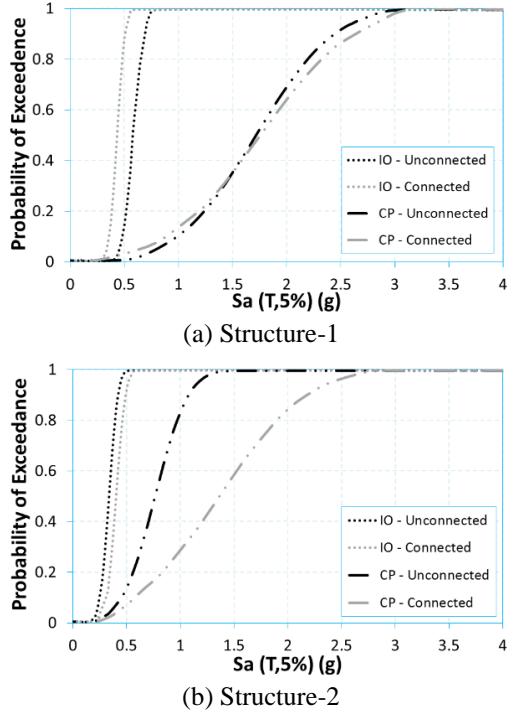 Probability of Exceedence
1
0.8
0.6
0.4
0.2
0
IO - Unconnected
IO - Connected
CP - Unconnected
CP - Connected
0 0.5 1 1.5 2 2.5 3 3.5 4
Sa (T,5%) (g)
(a) Structure-1
Probability of Exceedance
1
0.8
0.6
0.4
0.2
0
IO - Unconnected
IO - Connected
CP - Unconnected
CP - Connected
0 0.5 1 1.5 2 2.5 3 3.5 4
Sa (T,5%) (g)
(b) Structure-2